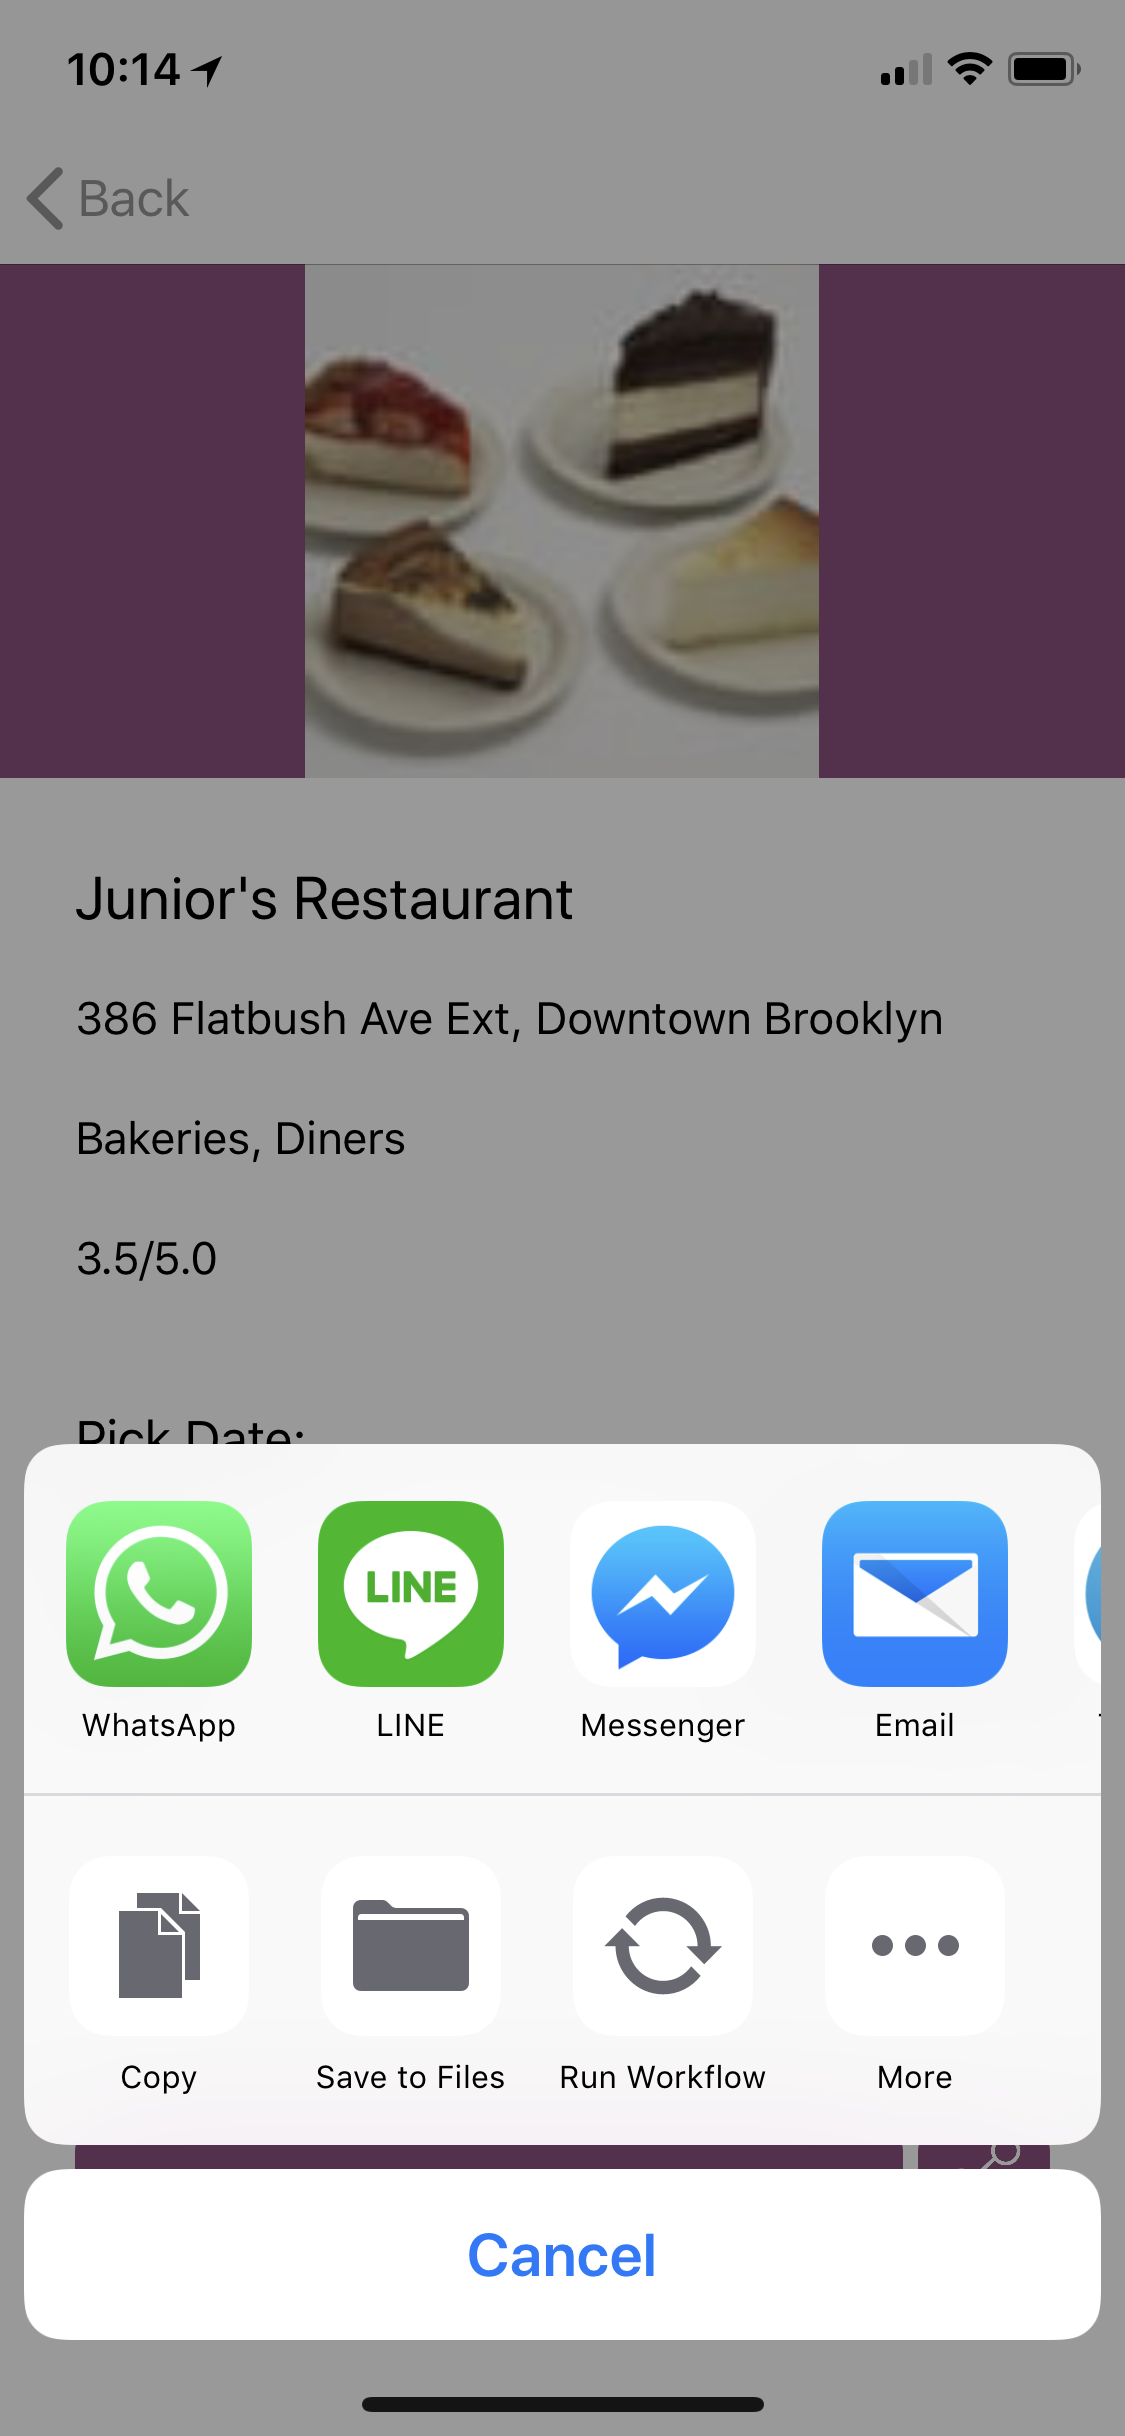 10:14
Back
Junior's Restaurant
386 Flatbush Ave Ext, Downtown Brooklyn
Bakeries, Diners
3.5/5.0
Pick Date:
LINE
WhatsApp
LINE
Messenger
Email
Copy
Save to Files
Run Workflow
More
Cancel